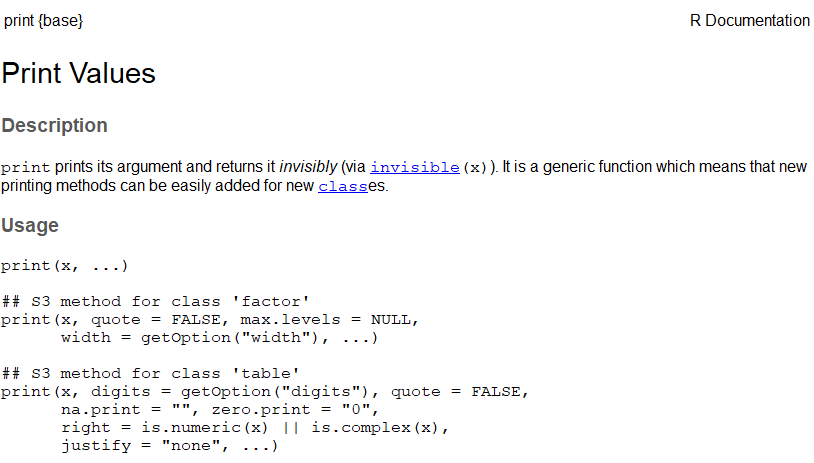 print {base}
R Documentation
Print Values
Description
print prints its argument and returns it invisibly (via invisible(x)). It is a generic function which means that new
printing methods can be easily added for new classes.
Usage
print(x, ...)
## S3 method for class 'factor'
print(x, quote = FALSE, max.levels = NULL,
      width = getOption("width"), ...)
## S3 method for class 'table'
print(x, digits = getOption("digits"), quote = FALSE,
      na.print = "", zero.print = "0",
      right = is.numeric(x) || is.complex(x),
      justify = "none", ...)